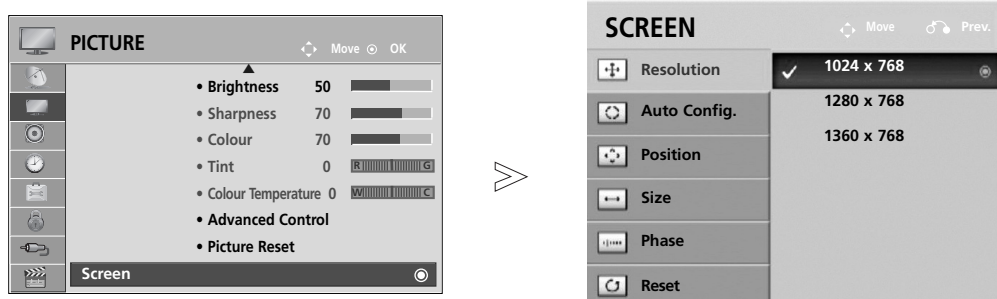 PICTURE
Move OK
• Brightness 50
• Sharpness 70
• Colour 70
• Tint 0 R G
• Colour Temperature 0 W C
• Advanced Control
• Picture Reset
Screen
SCREEN
Move Prev.
Resolution
Auto Config.
Position
Size
Phase
Reset
1024 x 768
1280 x 768
1360 x 768